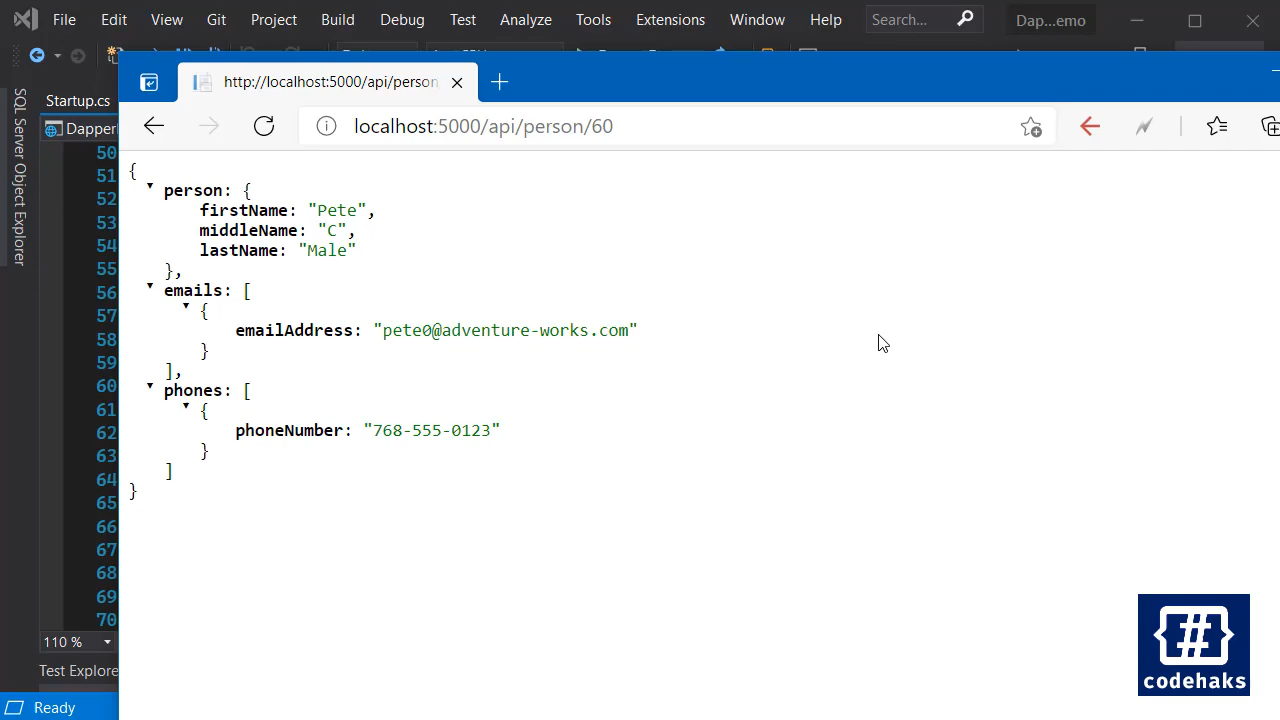 File Edit View Git Project Build Debug Test Analyze Tools Extensions Window Help Search... Dap...emo
http://localhost:5000/api/person
localhost:5000/api/person/60
SQL Server Object Explorer
Startup.cs
Dapperi
50
51
52
53
54
55
56
57
58
59
60
61
62
63
64
65
66
67
68
69
70
{
person: {
firstName: "Pete",
middleName: "C",
lastName: "Male"
},
emails: [
{
emailAddress: "pete0@adventure-works.com"
}
],
phones: [
{
phoneNumber: "768-555-0123"
}
]
}
110 %
Test Explore
Ready
{#}
codehaks